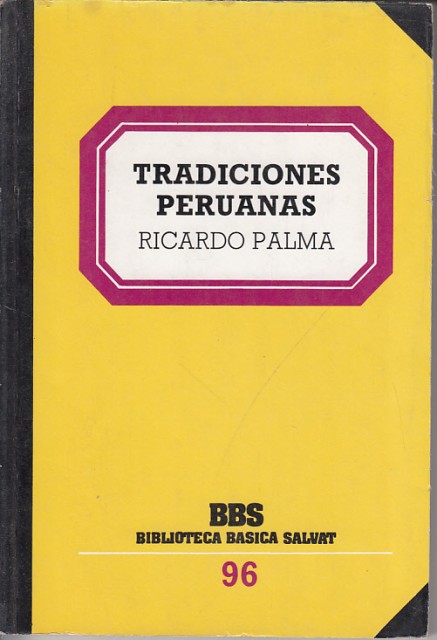 TRADICIONES
PERUANAS
RICARDO PALMA
BBS
BIBLIOTECA BASICA SALVAT
96